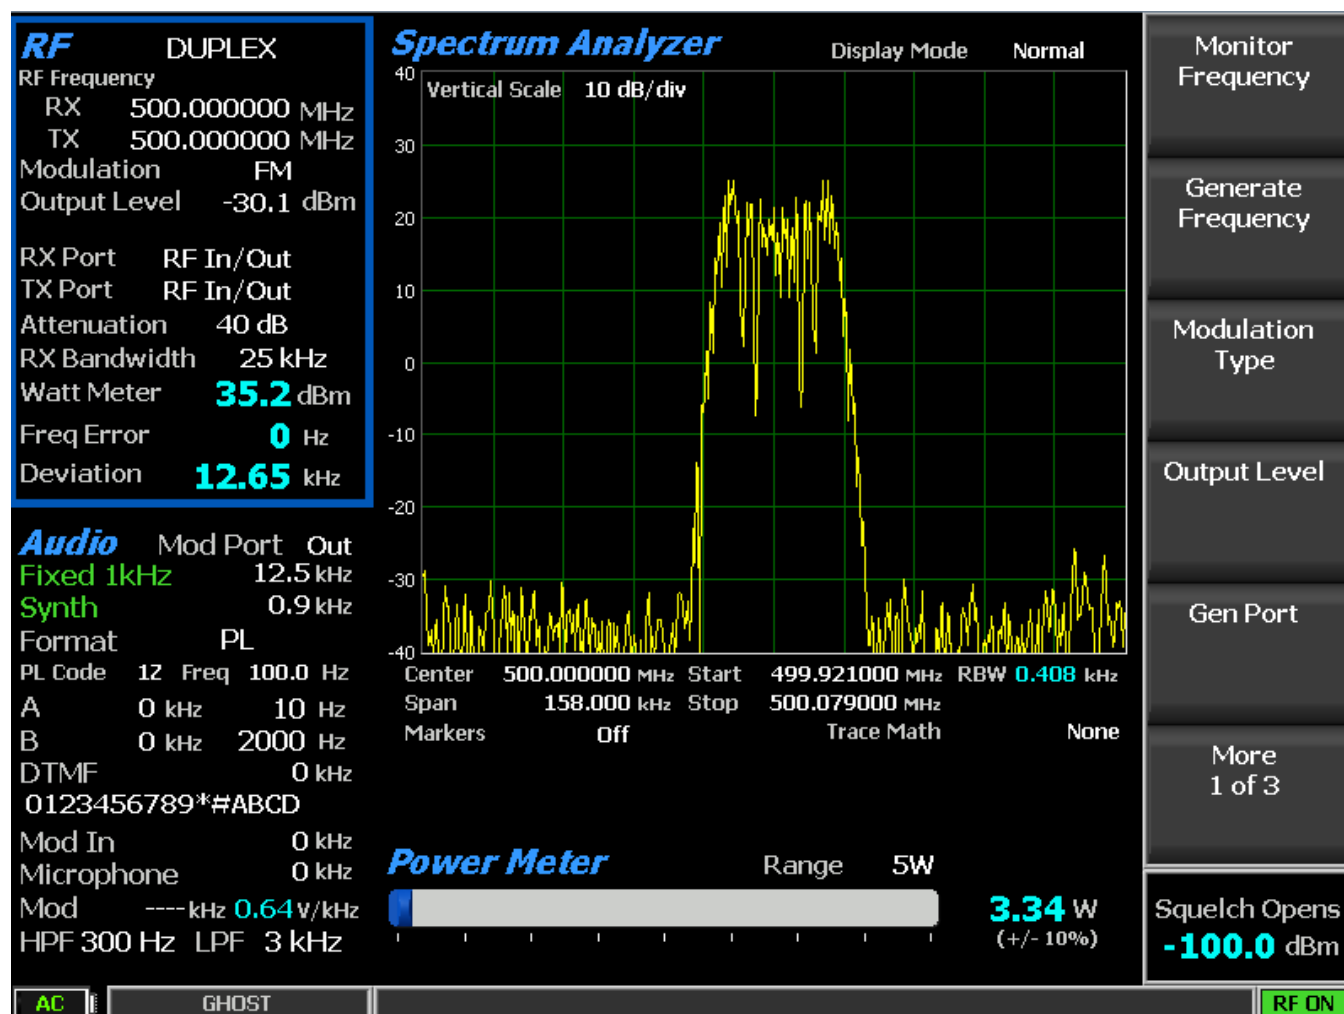 RF DUPLEX
RF Frequency
RX 500.000000 MHz
TX 500.000000 MHz
Modulation FM
Output Level -30.1 dBm
RX Port RF In/Out
TX Port RF In/Out
Attenuation 40 dB
RX Bandwidth 25 kHz
Watt Meter 35.2 dBm
Freq Error 0 Hz
Deviation 12.65 kHz
Audio Mod Port Out
Fixed 1kHz 12.5 kHz
Synth 0.9 kHz
Format PL
PL Code 1Z Freq 100.0 Hz
A 0 kHz 10 Hz
B 0 kHz 2000 Hz
DTMF 0 kHz
0123456789*#ABCD
Mod In 0 kHz
Microphone 0 kHz
Mod ----kHz 0.64 V/kHz
HPF 300 Hz LPF 3 kHz
Spectrum Analyzer Display Mode Normal
Vertical Scale 10 dB/div
40
30
20
10
0
-10
-20
-30
-40
Center 500.000000 MHz Start 499.921000 MHz RBW 0.408 kHz
Span 158.000 kHz Stop 500.079000 MHz
Markers Off Trace Math None
Power Meter Range 5W
3.34 W
(+/- 10%)
Monitor
Frequency
Generate
Frequency
Modulation
Type
Output Level
Gen Port
More
1 of 3
Squelch Opens
-100.0 dBm
AC GHOST RF ON